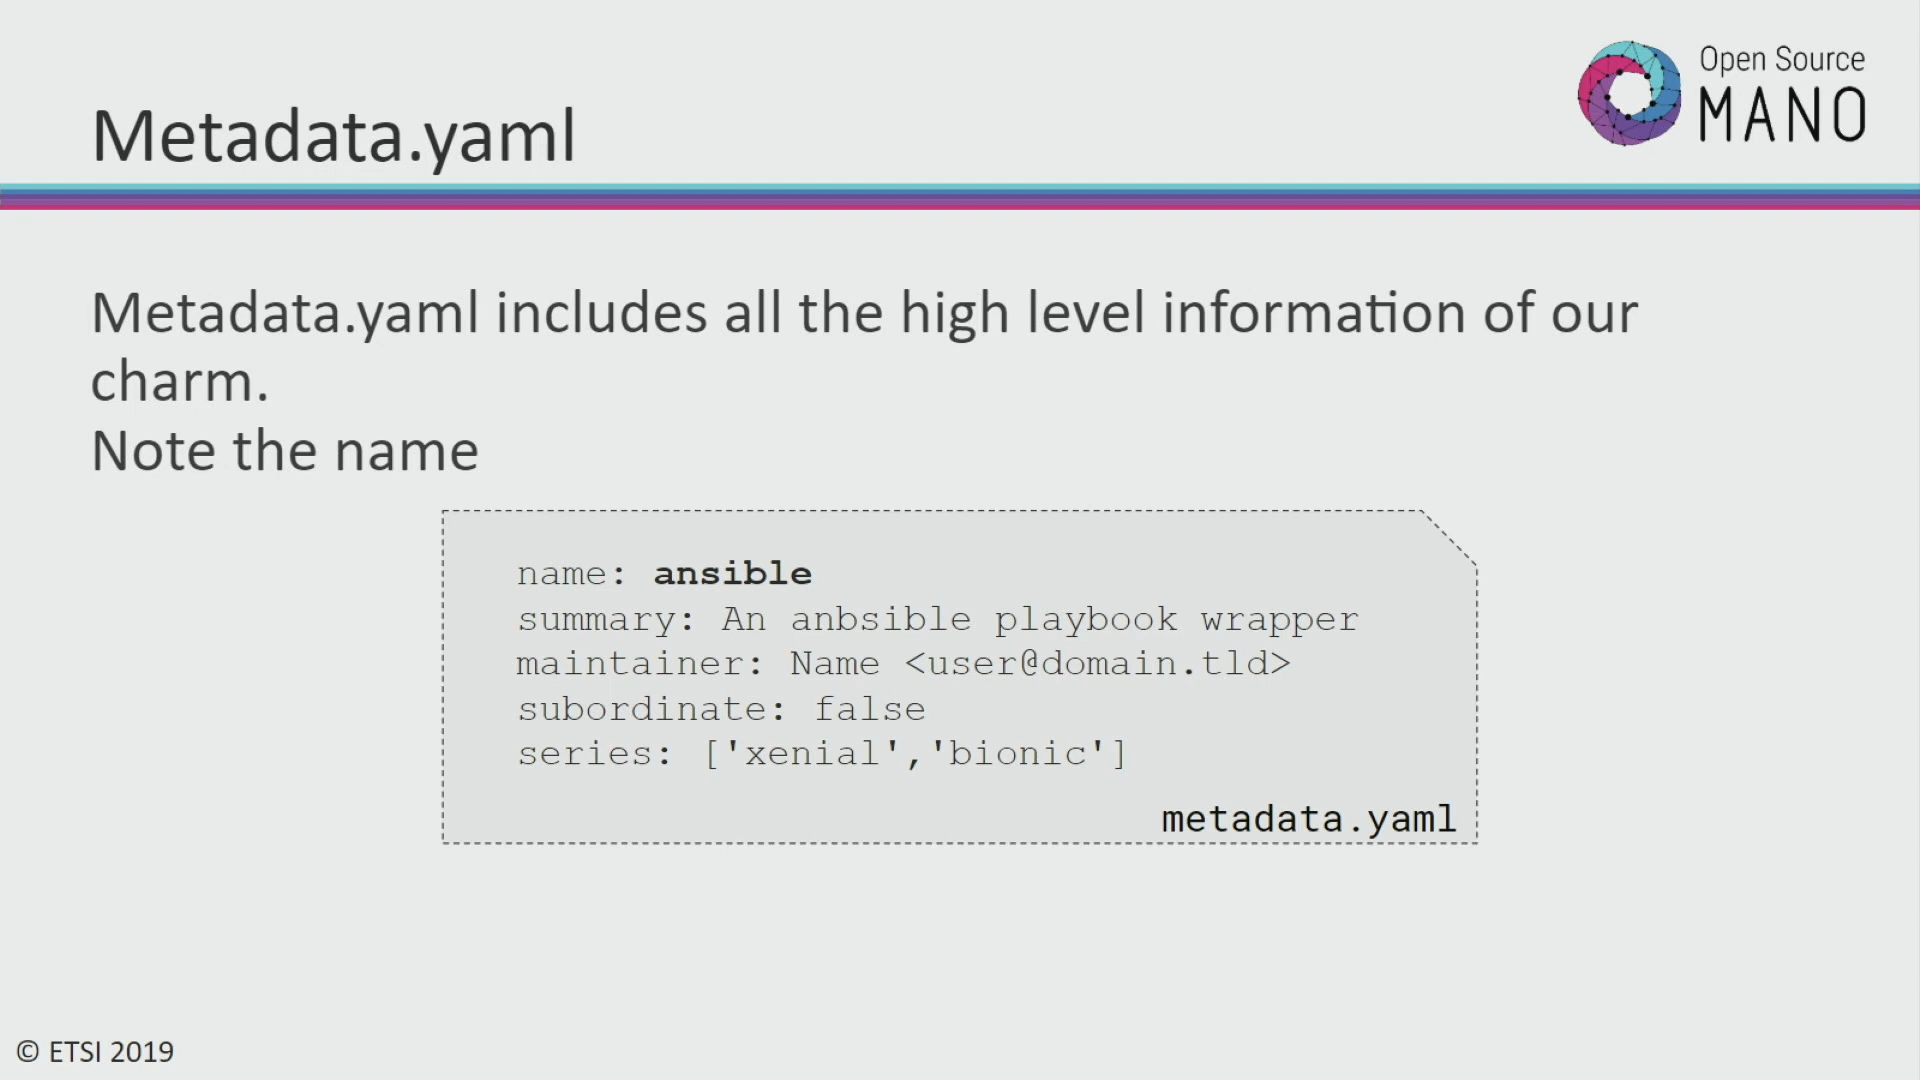 Open Source
MANO
Metadata.yaml
Metadata.yaml includes all the high level information of our
charm.
Note the name
name: ansible
summary: An anbsible playbook wrapper
maintainer: Name <user@domain.tld>
subordinate: false
series: ['xenial','bionic']
metadata.yaml
© ETSI 2019